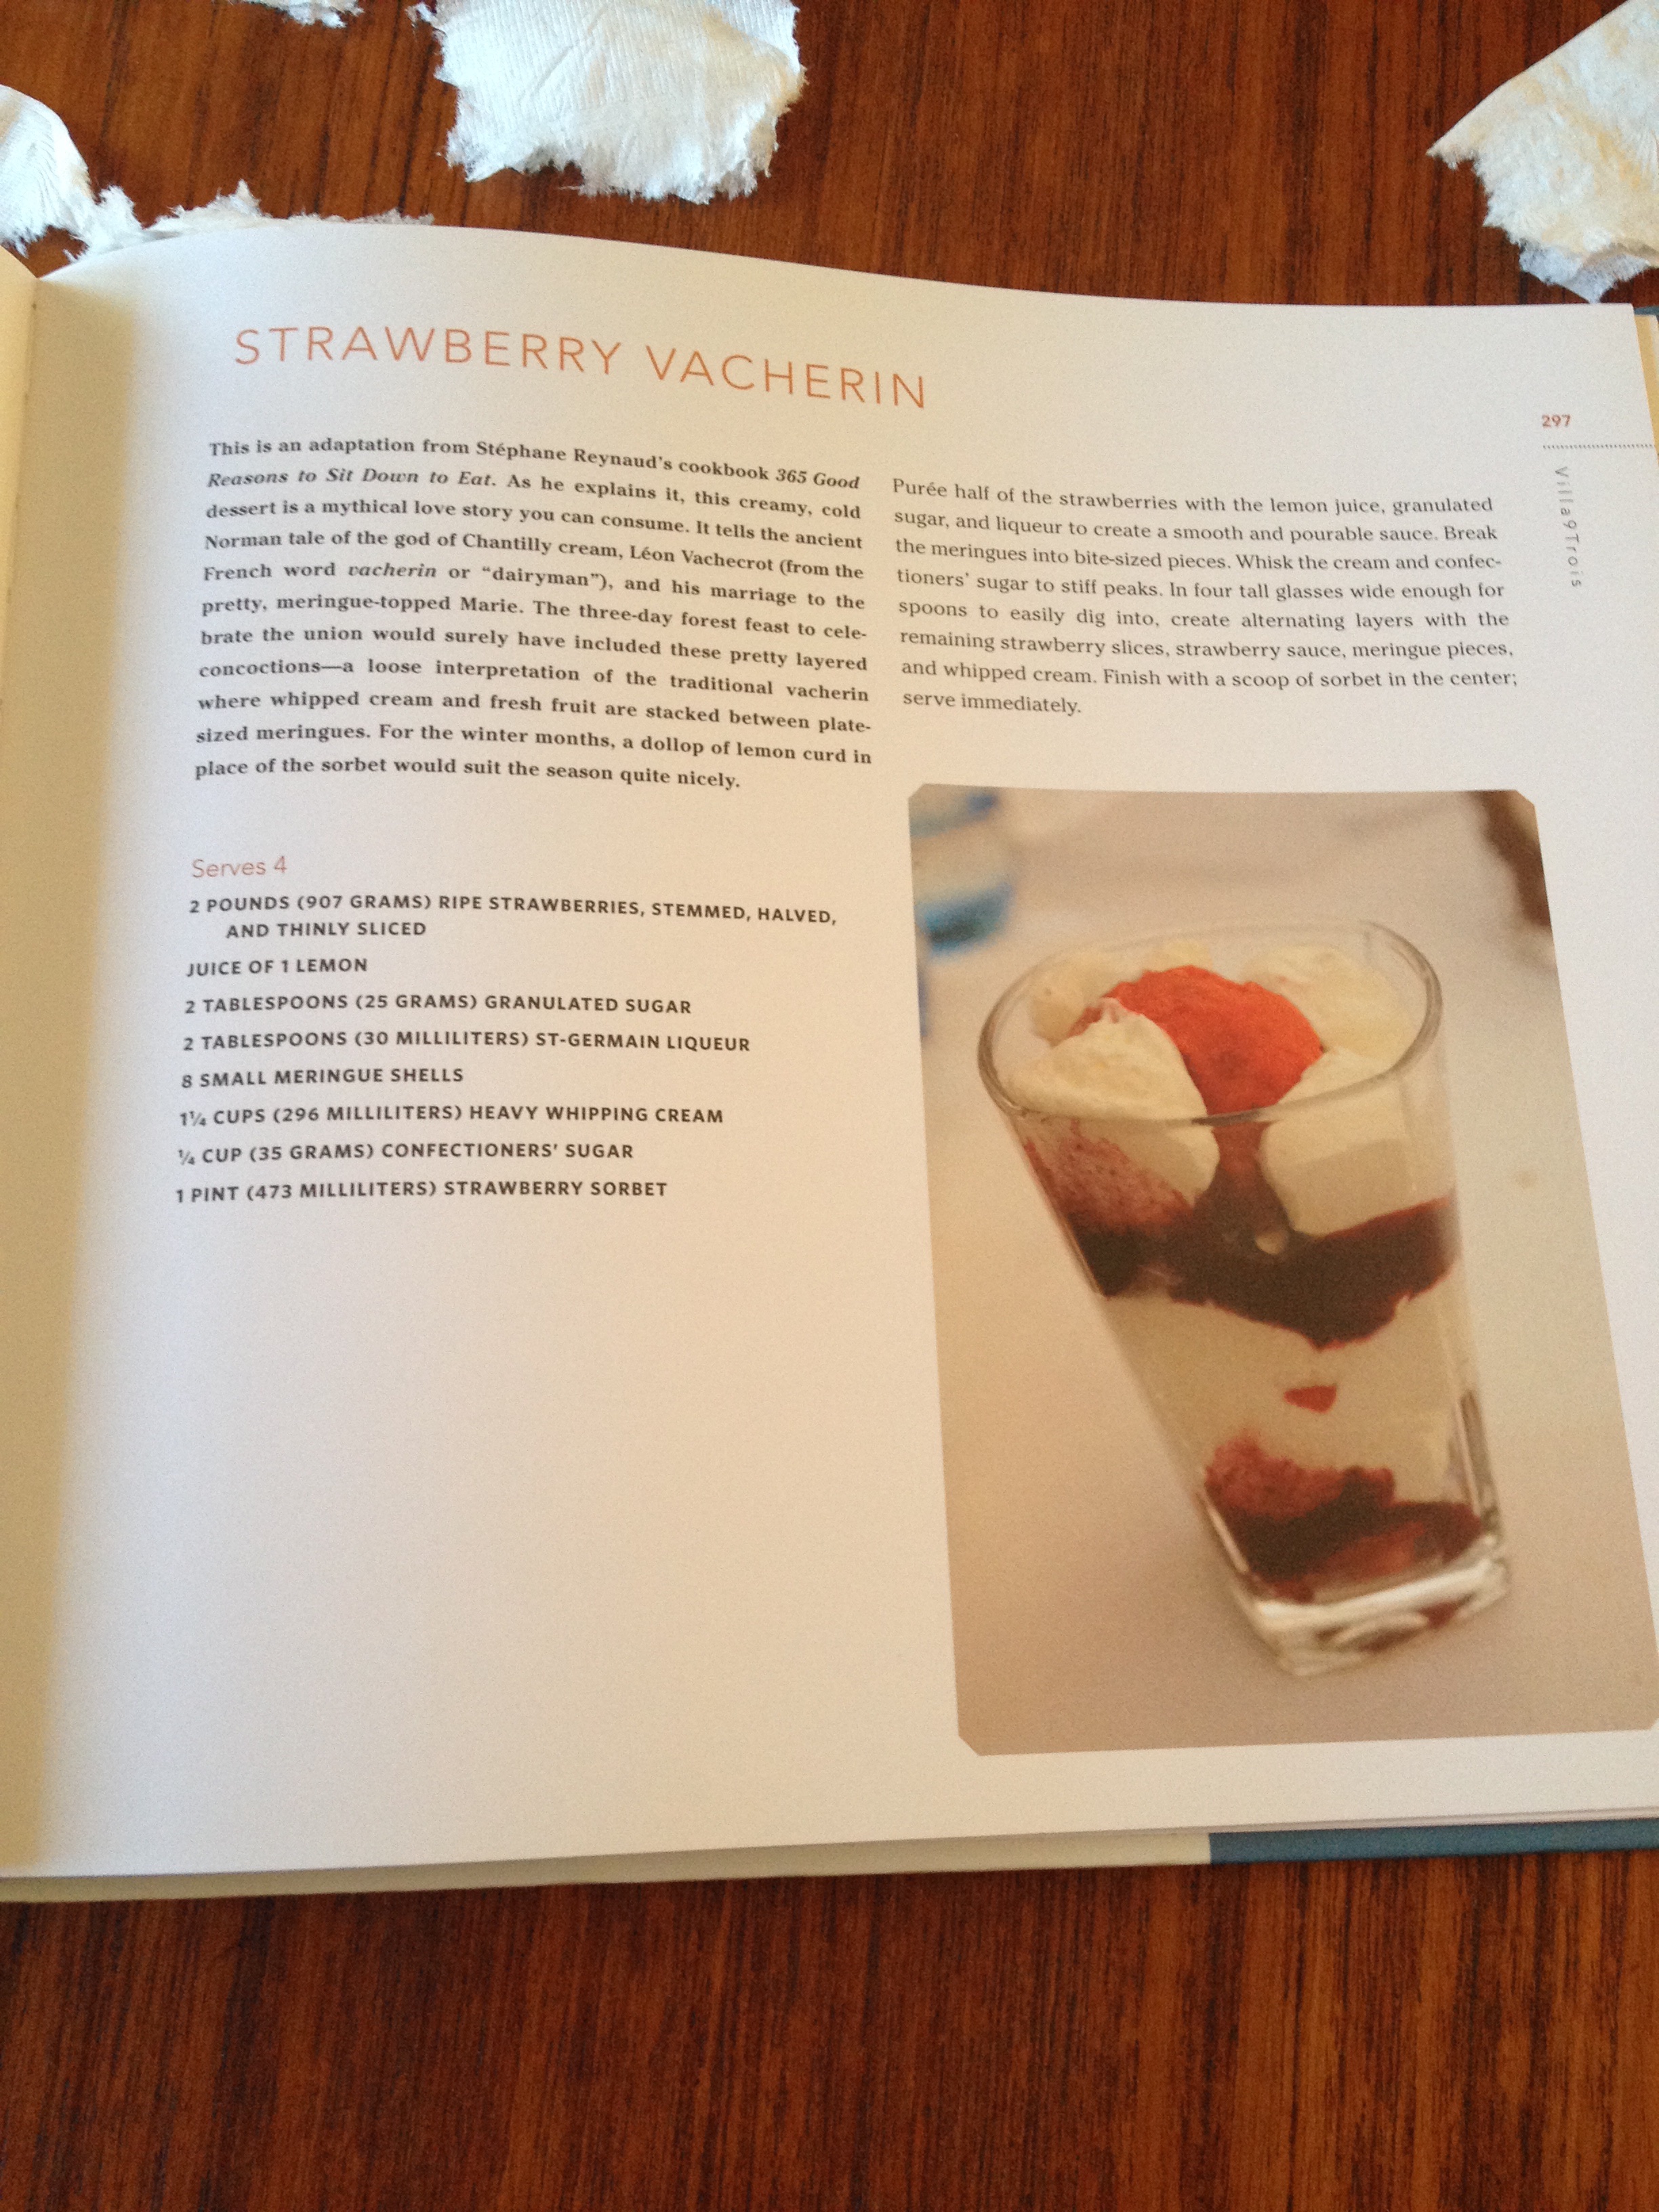 STRAWBERRY VACHERIN
This is an adaptation from Stéphane Reynaud's cookbook 365 Good
Reasons to Sit Down to Eat. As he explains it, this creamy, cold
dessert is a mythical love story you can consume. It tells the ancient
Norman tale of the god of Chantilly cream, Léon Vachecrot (from the
French word vacherin or “dairyman”), and his marriage to the
pretty, meringue-topped Marie. The three-day forest feast to cele-
brate the union would surely have included these pretty layered
concoctions—a loose interpretation of the traditional vacherin
where whipped cream and fresh fruit are stacked between plate-
sized meringues. For the winter months, a dollop of lemon curd in
place of the sorbet would suit the season quite nicely.
Serves 4
2 POUNDS (907 GRAMS) RIPE STRAWBERRIES, STEMMED, HALVED,
AND THINLY SLICED
JUICE OF 1 LEMON
2 TABLESPOONS (25 GRAMS) GRANULATED SUGAR
2 TABLESPOONS (30 MILLILITERS) ST-GERMAIN LIQUEUR
8 SMALL MERINGUE SHELLS
1¼ CUPS (296 MILLILITERS) HEAVY WHIPPING CREAM
¼ CUP (35 GRAMS) CONFECTIONERS' SUGAR
1 PINT (473 MILLILITERS) STRAWBERRY SORBET
Purée half of the strawberries with the lemon juice, granulated
sugar, and liqueur to create a smooth and pourable sauce. Break
the meringues into bite-sized pieces. Whisk the cream and confec-
tioners' sugar to stiff peaks. In four tall glasses wide enough for
spoons to easily dig into, create alternating layers with the
remaining strawberry slices, strawberry sauce, meringue pieces,
and whipped cream. Finish with a scoop of sorbet in the center;
serve immediately.
297
Villa9Trois